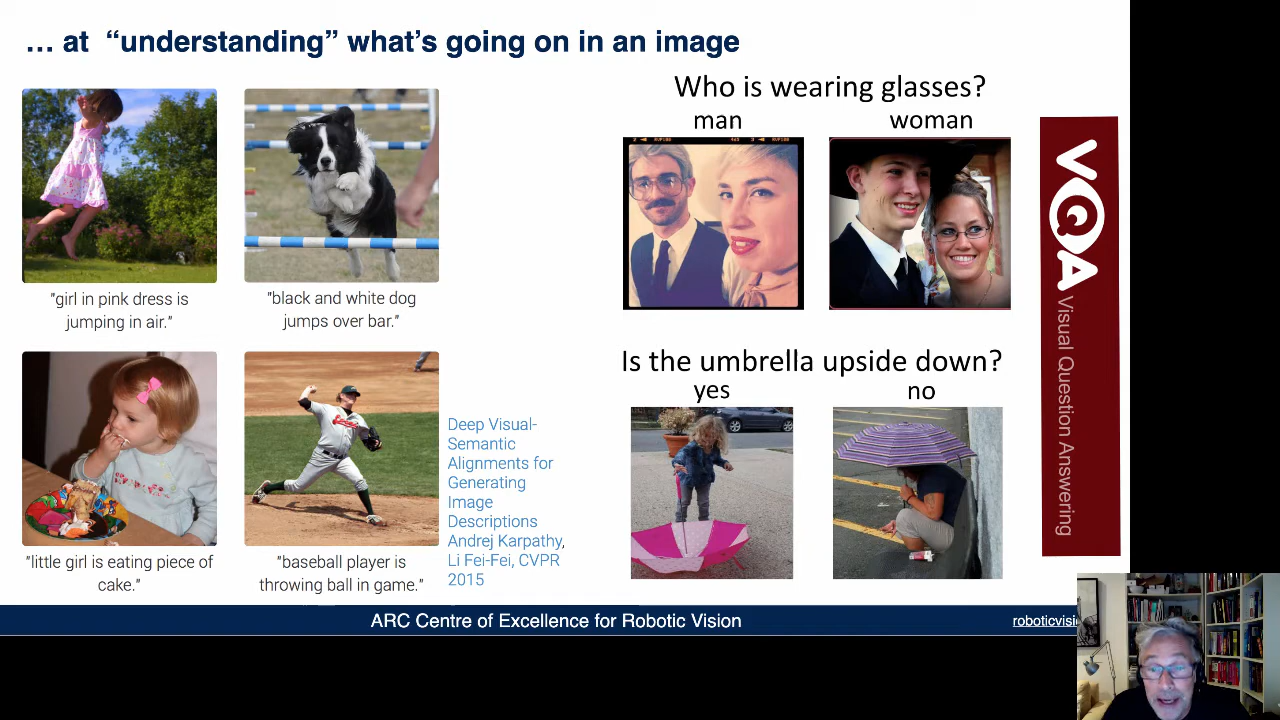 … at “understanding” what’s going on in an image
"girl in pink dress is
jumping in air."
"black and white dog
jumps over bar."
"little girl is eating piece of
cake."
"baseball player is
throwing ball in game."
Deep Visual-
Semantic
Alignments for
Generating
Image
Descriptions
Andrej Karpathy,
Li Fei-Fei, CVPR
2015
Who is wearing glasses?
man
woman
Is the umbrella upside down?
yes
no
VQA
Visual Question Answering
ARC Centre of Excellence for Robotic Vision
roboticvisi